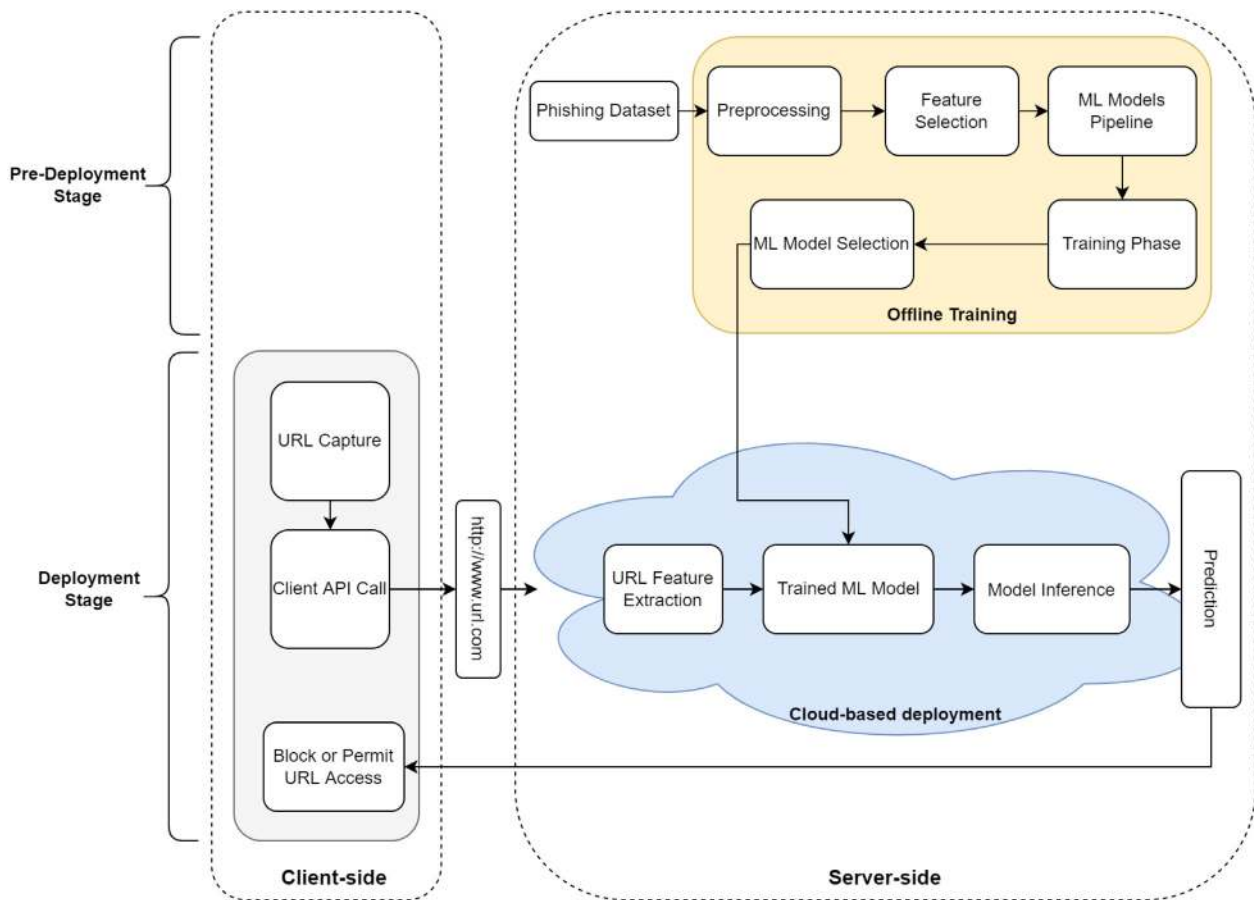 Phishing Dataset
Preprocessing
Feature
Selection
ML Models
Pipeline
Pre-Deployment
Stage
ML Model Selection
Training Phase
Offline Training
URL Capture
Deployment
Stage
Client API Call
http://www.url.com
URL Feature
Extraction
Trained ML Model
Model Inference
Prediction
Cloud-based deployment
Block or Permit
URL Access
Client-side
Server-side